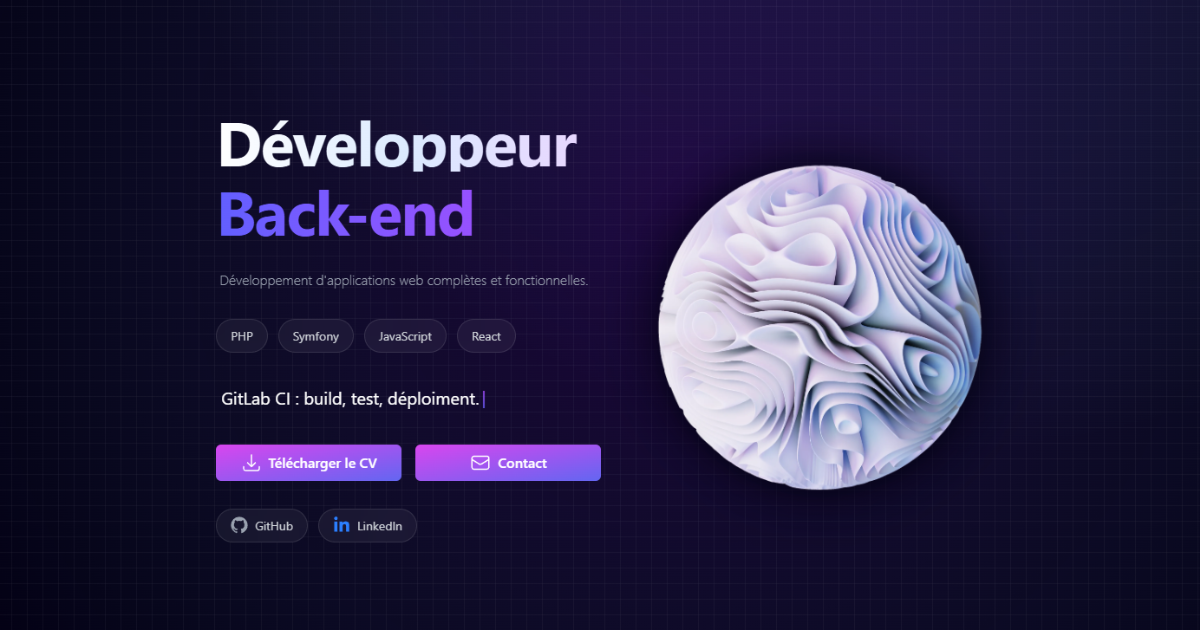 Développeur
Back-end
Développement d'applications web complètes et fonctionnelles.
PHP Symfony JavaScript React
GitLab CI : build, test, déploiment.
Télécharger le CV Contact
GitHub LinkedIn